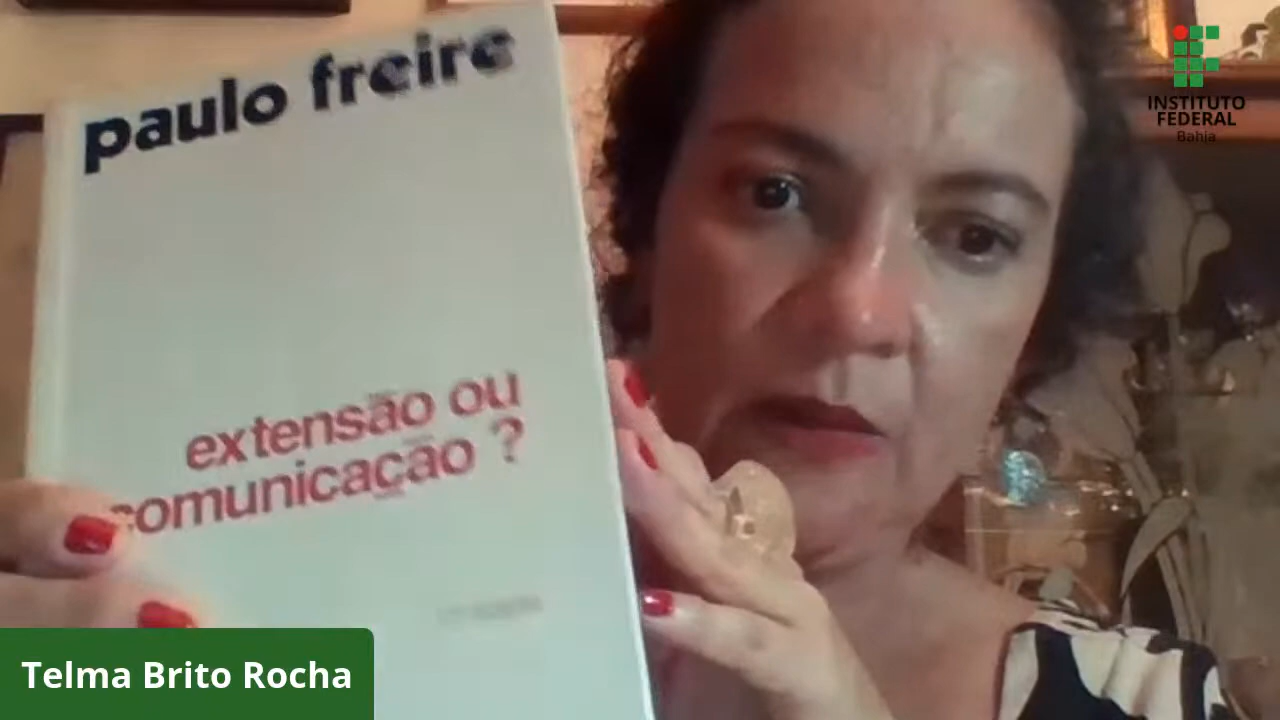 paulo freire
extensão ou
comunicação ?
INSTITUTO
FEDERAL
Bahia
Telma Brito Rocha